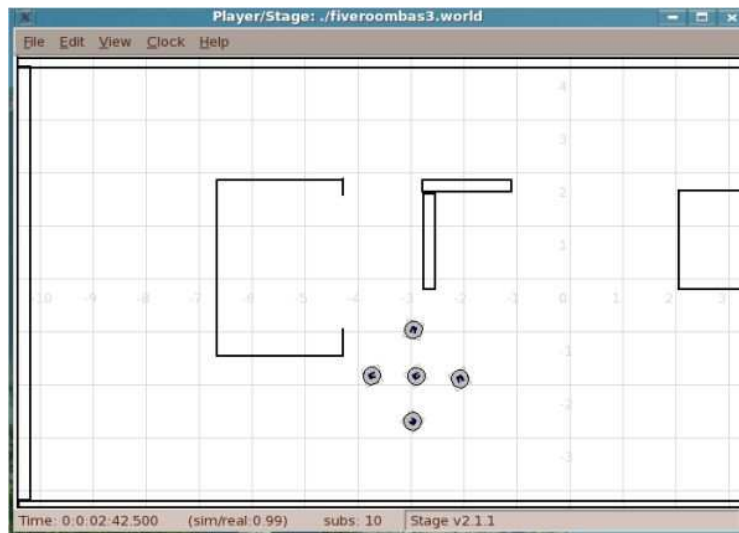 Player/Stage: ./fiveroombas3.world
File Edit View Clock Help
4
3
2
1
-10 -9 -8 -7 -6 -5 -4 -3 -2 -1 0 1 2 3
-1
-2
-3
Time: 0:0:02:42.500 (sim/real:0.99) subs: 10 Stage v2.1.1